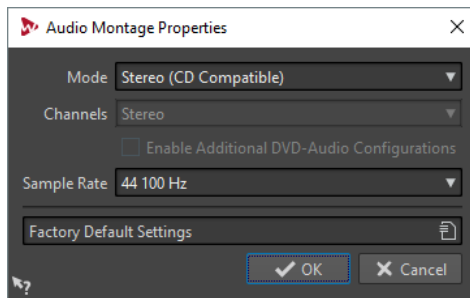 Audio Montage Properties
Mode Stereo (CD Compatible)
Channels Stereo
Enable Additional DVD-Audio Configurations
Sample Rate 44 100 Hz
Factory Default Settings
OK Cancel
?